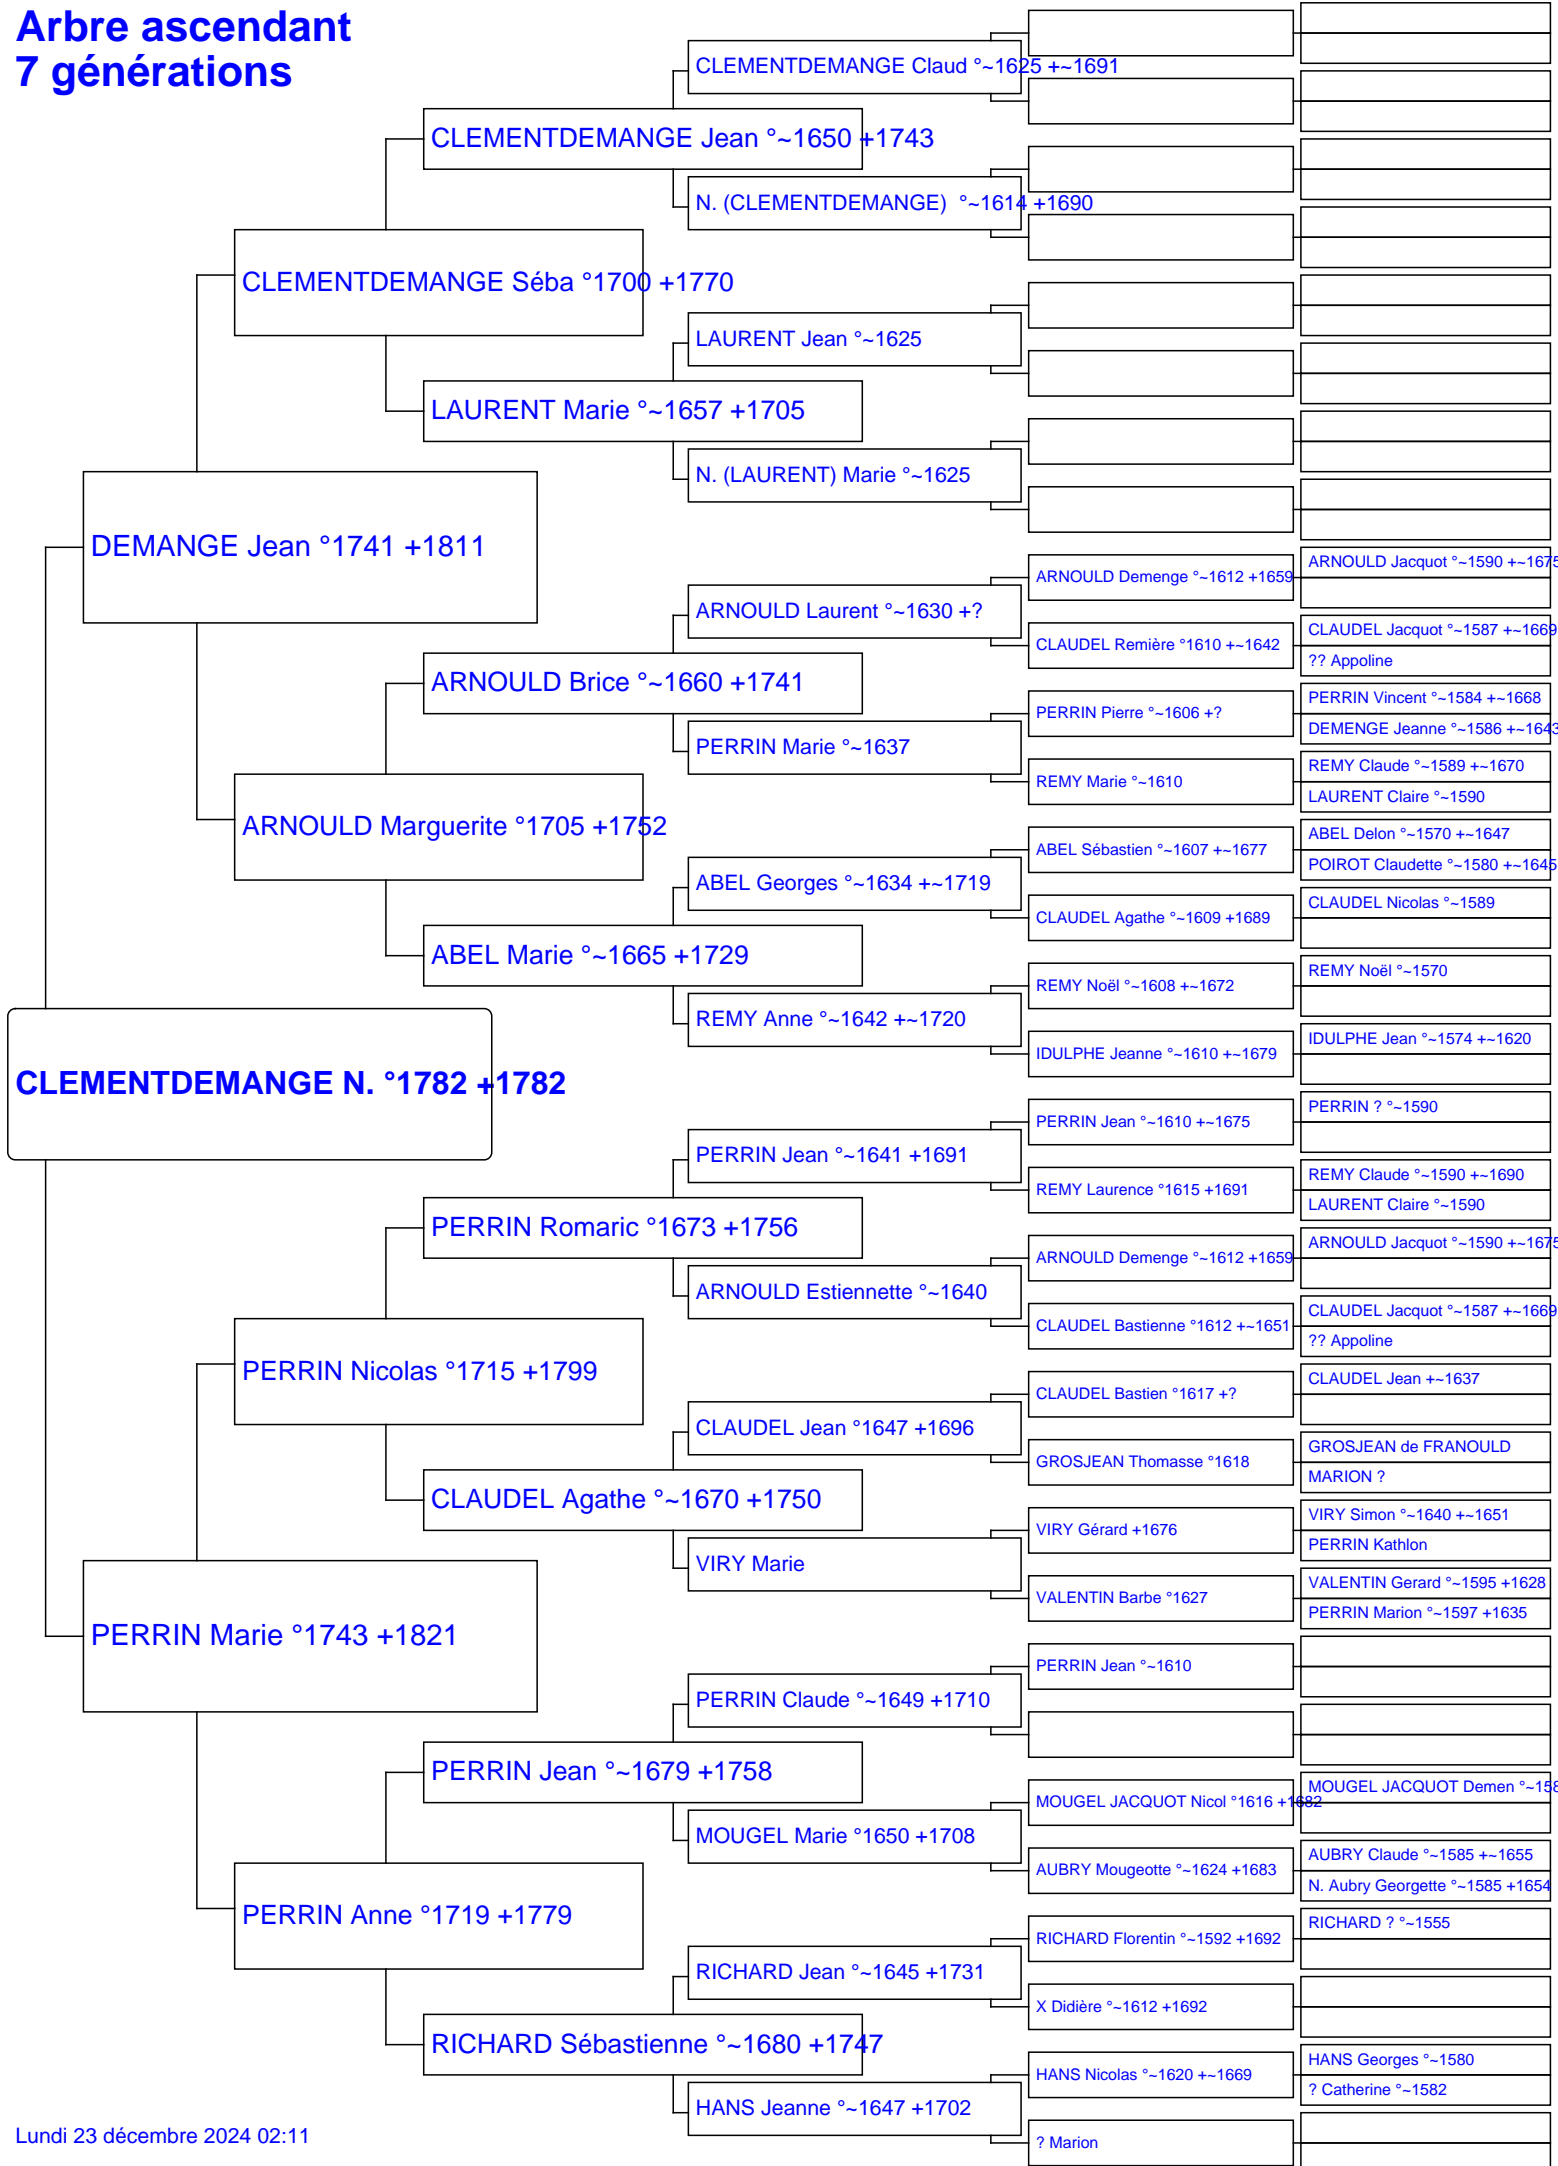 Arbre ascendant
7 générations
CLEMENTDEMANGE Claud °~1625 +~1691
CLEMENTDEMANGE Jean °~1650 +1743
N. (CLEMENTDEMANGE)  °~1614 +1690
CLEMENTDEMANGE Séba °1700 +1770
LAURENT Jean °~1625
LAURENT Marie °~1657 +1705
N. (LAURENT) Marie °~1625
DEMANGE Jean °1741 +1811
ARNOULD Jacquot °~1590 +~1675
ARNOULD Demenge °~1612 +1659
ARNOULD Laurent °~1630 +?
CLAUDEL Jacquot °~1587 +~1669
CLAUDEL Remière °1610 +~1642
?? Appoline
ARNOULD Brice °~1660 +1741
PERRIN Vincent °~1584 +~1668
PERRIN Pierre °~1606 +?
DEMENGE Jeanne °~1586 +~1643
PERRIN Marie °~1637
REMY Claude °~1589 +~1670
REMY Marie °~1610
LAURENT Claire °~1590
ARNOULD Marguerite °1705 +1752
ABEL Delon °~1570 +~1647
ABEL Sébastien °~1607 +~1677
POIROT Claudette °~1580 +~1645
ABEL Georges °~1634 +~1719
CLAUDEL Nicolas °~1589
CLAUDEL Agathe °~1609 +1689
ABEL Marie °~1665 +1729
REMY Noël °~1570
REMY Noël °~1608 +~1672
REMY Anne °~1642 +~1720
IDULPHE Jean °~1574 +~1620
IDULPHE Jeanne °~1610 +~1679
CLEMENTDEMANGE N. °1782 +1782
PERRIN ? °~1590
PERRIN Jean °~1610 +~1675
PERRIN Jean °~1641 +1691
REMY Claude °~1590 +~1690
REMY Laurence °1615 +1691
LAURENT Claire °~1590
PERRIN Romaric °1673 +1756
ARNOULD Jacquot °~1590 +~1675
ARNOULD Demenge °~1612 +1659
ARNOULD Estiennette °~1640
CLAUDEL Jacquot °~1587 +~1669
CLAUDEL Bastienne °1612 +~1651
?? Appoline
PERRIN Nicolas °1715 +1799
CLAUDEL Jean +~1637
CLAUDEL Bastien °1617 +?
CLAUDEL Jean °1647 +1696
GROSJEAN de FRANOULD
GROSJEAN Thomasse °1618
MARION ?
CLAUDEL Agathe °~1670 +1750
VIRY Simon °~1640 +~1651
VIRY Gérard +1676
PERRIN Kathlon
VIRY Marie
VALENTIN Gerard °~1595 +1628
VALENTIN Barbe °1627
PERRIN Marion °~1597 +1635
PERRIN Marie °1743 +1821
PERRIN Jean °~1610
PERRIN Claude °~1649 +1710
PERRIN Jean °~1679 +1758
MOUGEL JACQUOT Demen °~158
MOUGEL JACQUOT Nicol °1616 +1682
MOUGEL Marie °1650 +1708
AUBRY Claude °~1585 +~1655
AUBRY Mougeotte °~1624 +1683
N. Aubry Georgette °~1585 +1654
PERRIN Anne °1719 +1779
RICHARD ? °~1555
RICHARD Florentin °~1592 +1692
RICHARD Jean °~1645 +1731
X Didière °~1612 +1692
RICHARD Sébastienne °~1680 +1747
HANS Georges °~1580
HANS Nicolas °~1620 +~1669
? Catherine °~1582
HANS Jeanne °~1647 +1702
? Marion
Lundi 23 décembre 2024 02:11